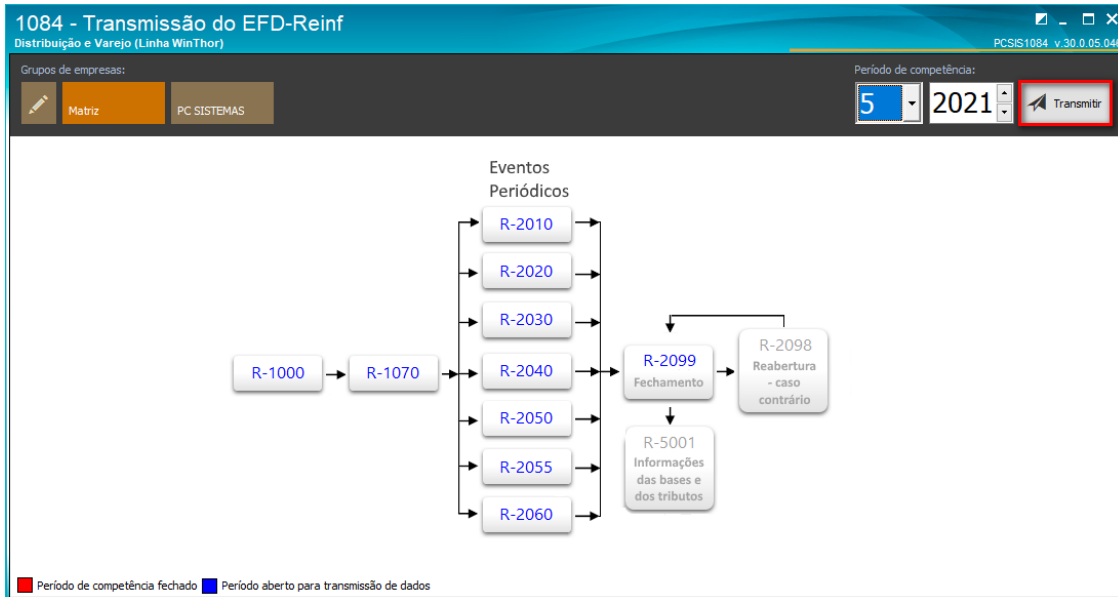 1084 - Transmissão do EFD-Reinf
Distribuição e Varejo (Linha WinThor)
PCSIS1084 v.30.0.05.046
Grupos de empresas:
Matriz
PC SISTEMAS
Período de competência:
5
2021
Transmitir
Eventos
Periódicos
R-2010
R-2020
R-2030
R-1000
R-1070
R-2040
R-2050
R-2055
R-2060
R-2099
Fechamento
R-2098
Reabertura
- caso
contrário
R-5001
Informações
das bases e
dos tributos
Período de competência fechado
Período aberto para transmissão de dados